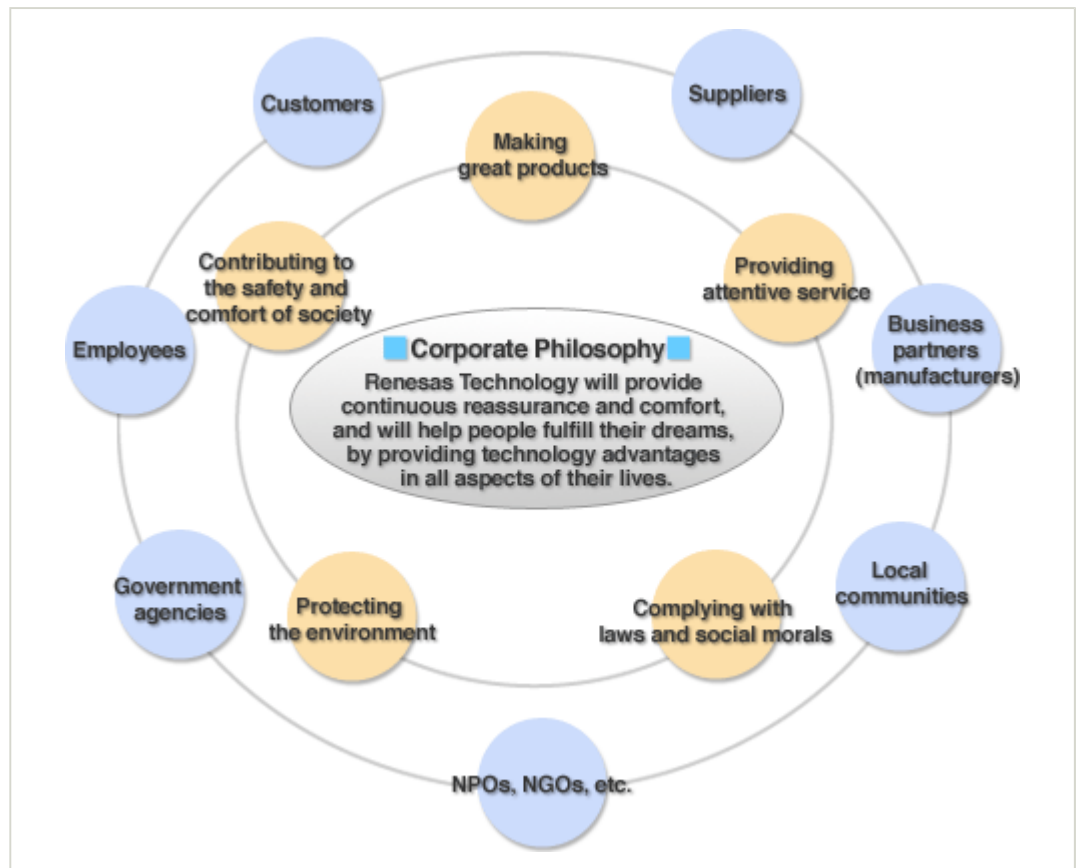 Customers
Suppliers
Making
great products
Contributing to
the safety and
comfort of society
Providing
attentive service
Employees
Business
partners
(manufacturers)
Corporate Philosophy
Renesas Technology will provide
continuous reassurance and comfort,
and will help people fulfill their dreams,
by providing technology advantages
in all aspects of their lives.
Government
agencies
Protecting
the environment
Complying with
laws and social morals
Local
communities
NPOs, NGOs, etc.